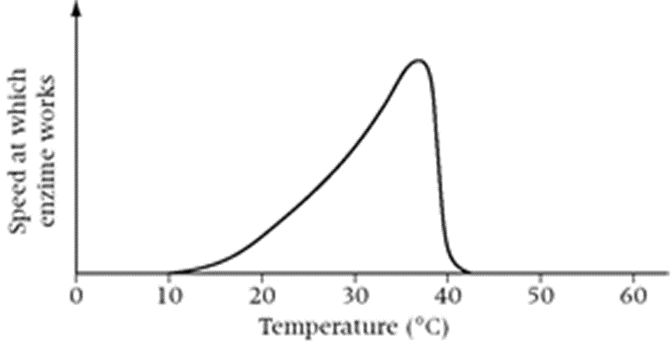 Speed at which
enzime works
0 10 20 30 40 50 60
Temperature (°C)